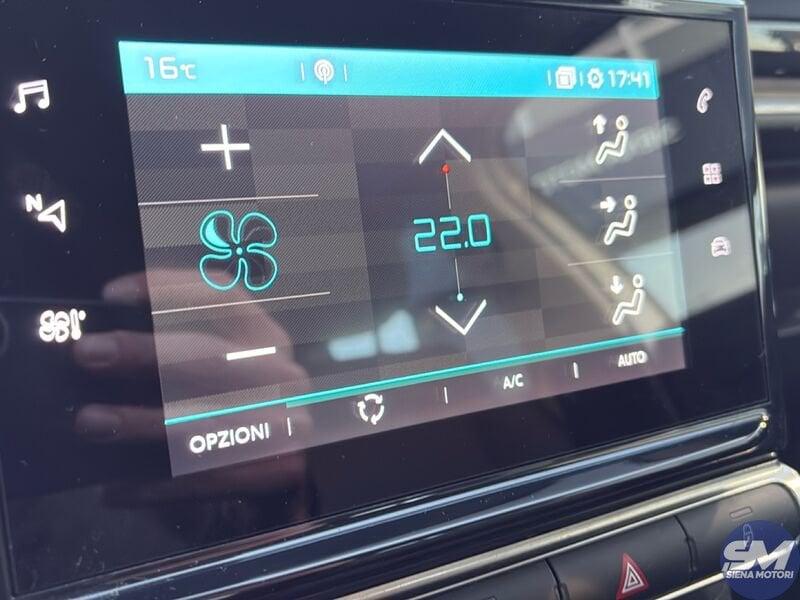 16°C
17:41
N
22.0
OPZIONI
A/C
AUTO
SM
SIENA MOTORI